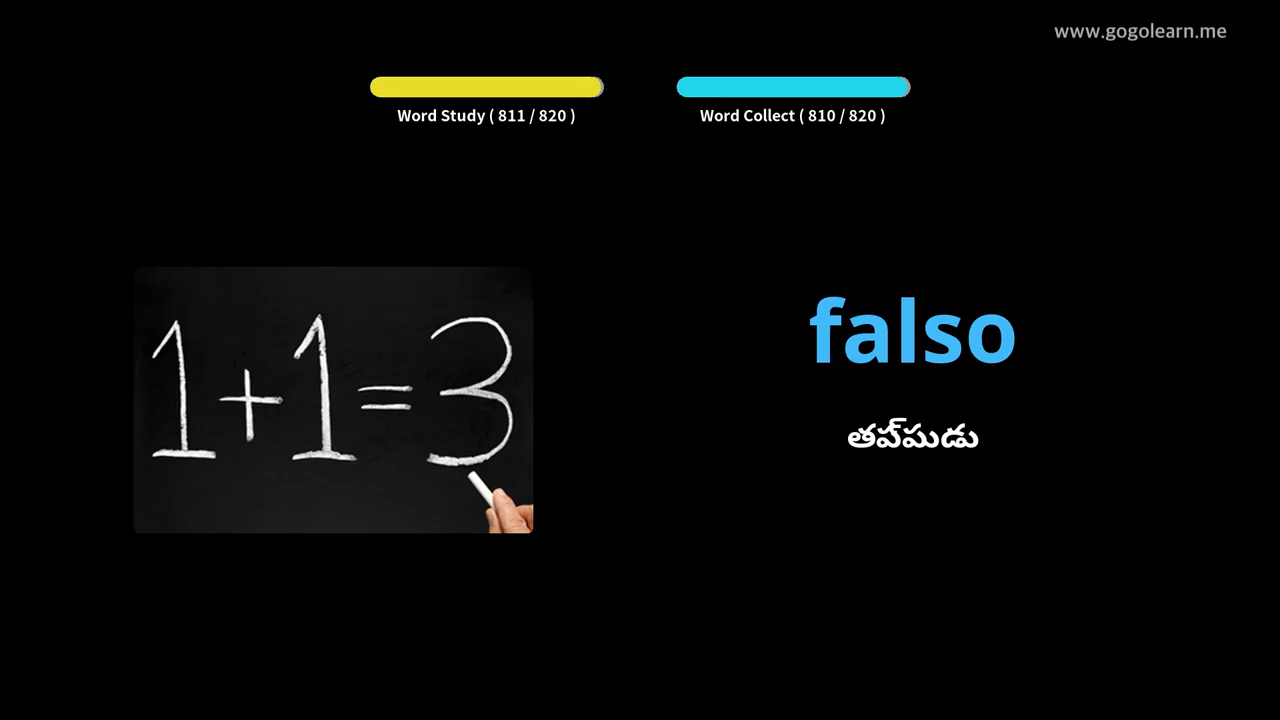 www.gogolearn.me
Word Study ( 811 / 820 )
Word Collect ( 810 / 820 )
1+1=3
falso
తప్పుడు